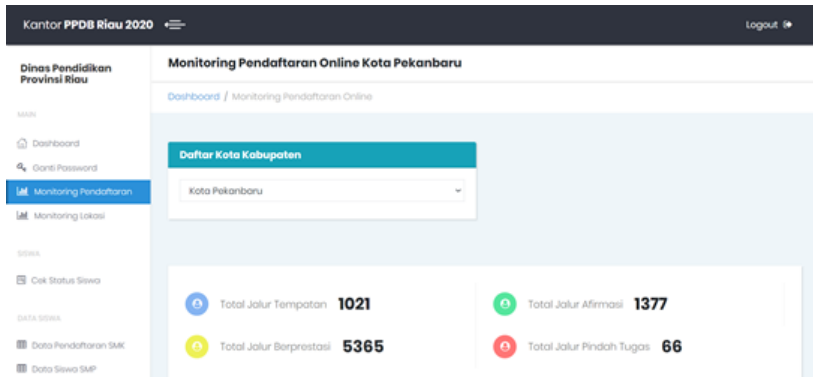 Kantor PPDB Riau 2020
Logout
Dinas Pendidikan
Provinsi Riau
MAIN
Dashboard
Ganti Password
Monitoring Pendaftaran
Monitoring Lokasi
SISWA
Cek Status Siswa
DATA SISWA
Data Pendaftaran SMK
Data Siswa SMP
Monitoring Pendaftaran Online Kota Pekanbaru
Dashboard / Monitoring Pendaftaran Online
Daftar Kota Kabupaten
Kota Pekanbaru
Total Jalur Tempatan 1021
Total Jalur Afirmasi 1377
Total Jalur Berprestasi 5365
Total Jalur Pindah Tugas 66